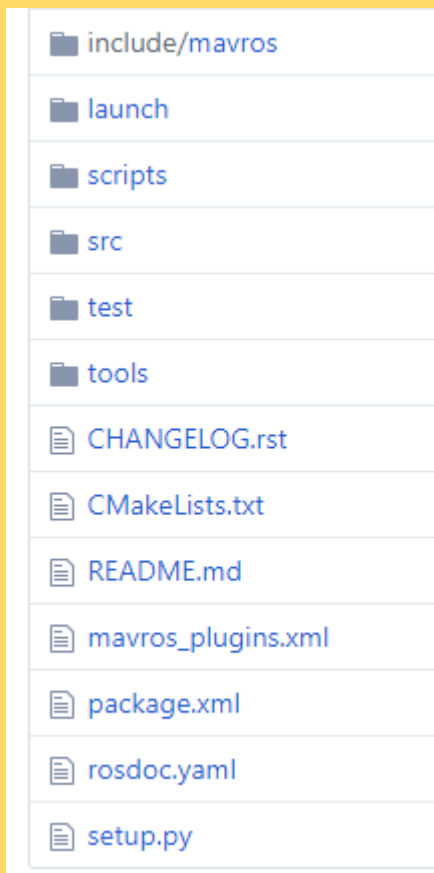 include/mavros
launch
scripts
src
test
tools
CHANGELOG.rst
CMakeLists.txt
README.md
mavros_plugins.xml
package.xml
rosdoc.yaml
setup.py